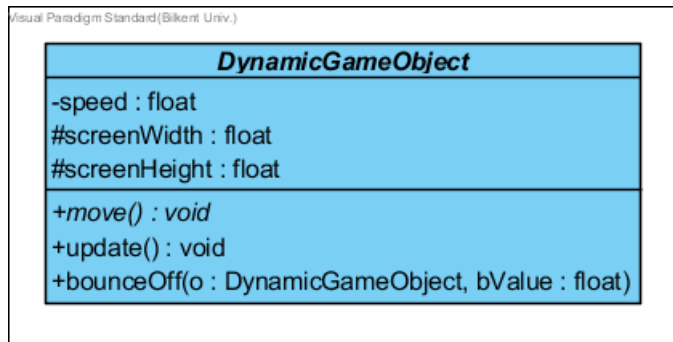 Visual Paradigm Standard(Bilkent Univ.)
DynamicGameObject
-speed : float
#screenWidth : float
#screenHeight : float
+move() : void
+update() : void
+bounceOff(o : DynamicGameObject, bValue : float)